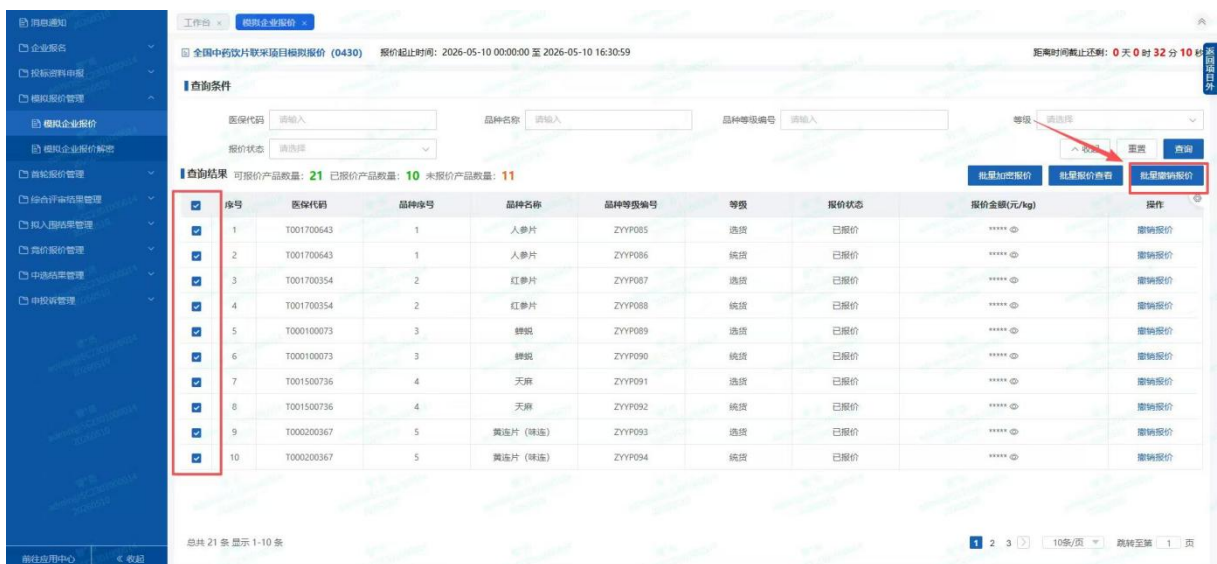 消息通知
企业报名
投标资料申报
模拟报价管理
模拟企业报价
模拟企业报价解密
首轮报价管理
综合评审结果管理
拟入围结果管理
竞价报价管理
中选结果管理
申投诉管理
前往应用中心 《 收起
工作台 × 模拟企业报价 ×
全国中药饮片联采项目模拟报价（0430） 报价起止时间：2026-05-10 00:00:00 至 2026-05-10 16:30:59 距离时间截止还剩：0 天 0 时 32 分 10 秒
返回项目外
查询条件
医保代码 请输入 品种名称 请输入 品种等级编号 请输入 等级 请选择
报价状态 请选择 收起 重置 查询
查询结果 可报价产品数量：21 已报价产品数量：10 未报价产品数量：11 批量加密报价 批量报价查看 批量撤销报价
序号 医保代码 品种序号 品种名称 品种等级编号 等级 报价状态 报价金额(元/kg) 操作
1 T001700643 1 人参片 ZYYP085 选货 已报价 ***** 撤销报价
2 T001700643 1 人参片 ZYYP086 统货 已报价 ***** 撤销报价
3 T001700354 2 红参片 ZYYP087 选货 已报价 ***** 撤销报价
4 T001700354 2 红参片 ZYYP088 统货 已报价 ***** 撤销报价
5 T000100073 3 蝉蜕 ZYYP089 选货 已报价 ***** 撤销报价
6 T000100073 3 蝉蜕 ZYYP090 统货 已报价 ***** 撤销报价
7 T001500736 4 天麻 ZYYP091 选货 已报价 ***** 撤销报价
8 T001500736 4 天麻 ZYYP092 统货 已报价 ***** 撤销报价
9 T000200367 5 黄连片（味连） ZYYP093 选货 已报价 ***** 撤销报价
10 T000200367 5 黄连片（味连） ZYYP094 统货 已报价 ***** 撤销报价
总共 21 条 显示 1-10 条 1 2 3 > 10条/页 跳转至第 1 页